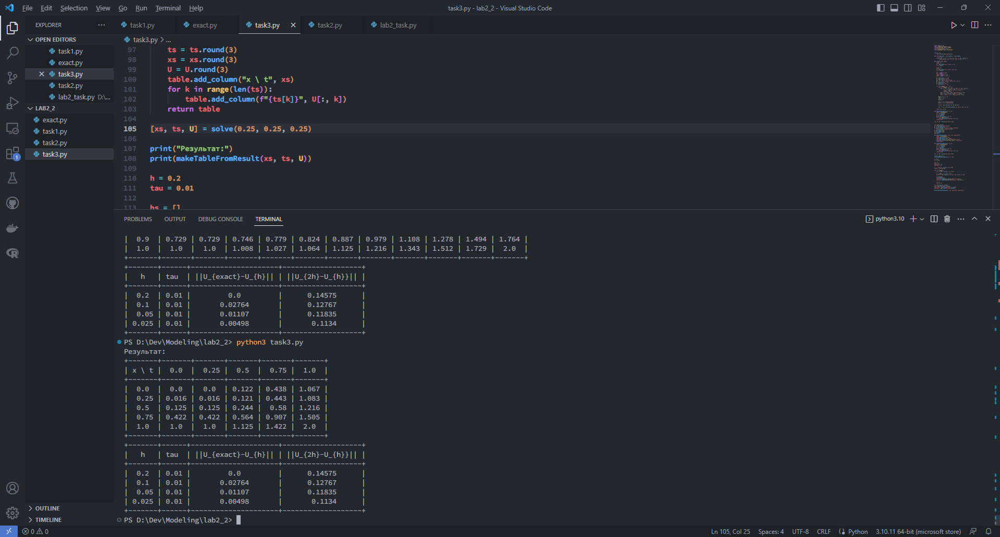 File Edit Selection View Go Run Terminal Help
task3.py - lab2_2 - Visual Studio Code
EXPLORER
task1.py exact.py task3.py task2.py lab2_task.py
OPEN EDITORS
task1.py
exact.py
task3.py
task2.py
lab2_task.py D:\...
LAB2_2
exact.py
task1.py
task2.py
task3.py
OUTLINE
TIMELINE
task3.py > ...
97 ts = ts.round(3)
98 xs = xs.round(3)
99 U = U.round(3)
100 table.add_column("x \ t", xs)
101 for k in range(len(ts)):
102 table.add_column(f"{ts[k]}", U[:, k])
103 return table
104
105 [xs, ts, U] = solve(0.25, 0.25, 0.25)
106
107 print("Результат:")
108 print(makeTableFromResult(xs, ts, U))
109
110 h = 0.2
111 tau = 0.01
112
113 hs = []
PROBLEMS OUTPUT DEBUG CONSOLE TERMINAL
python3.10
| 0.9 | 0.729 | 0.729 | 0.746 | 0.779 | 0.824 | 0.887 | 0.979 | 1.108 | 1.278 | 1.494 | 1.764 |
| 1.0 | 1.0 | 1.0 | 1.008 | 1.027 | 1.064 | 1.125 | 1.216 | 1.343 | 1.512 | 1.729 | 2.0 |
+-------+-------+-------+-------+-------+-------+-------+-------+-------+-------+-------+-------+
+-------+------+---------------------+-------------------+
| h | tau | ||U_{exact}-U_{h}|| | ||U_{2h}-U_{h}}|| |
+-------+------+---------------------+-------------------+
| 0.2 | 0.01 | 0.0 | 0.14575 |
| 0.1 | 0.01 | 0.02764 | 0.12767 |
| 0.05 | 0.01 | 0.01107 | 0.11835 |
| 0.025 | 0.01 | 0.00498 | 0.1134 |
+-------+------+---------------------+-------------------+
PS D:\Dev\Modeling\lab2_2> python3 task3.py
Результат:
+-------+-------+-------+-------+-------+-------+
| x \ t | 0.0 | 0.25 | 0.5 | 0.75 | 1.0 |
+-------+-------+-------+-------+-------+-------+
| 0.0 | 0.0 | 0.0 | 0.122 | 0.438 | 1.067 |
| 0.25 | 0.016 | 0.016 | 0.121 | 0.443 | 1.083 |
| 0.5 | 0.125 | 0.125 | 0.244 | 0.58 | 1.216 |
| 0.75 | 0.422 | 0.422 | 0.564 | 0.907 | 1.505 |
| 1.0 | 1.0 | 1.0 | 1.125 | 1.422 | 2.0 |
+-------+-------+-------+-------+-------+-------+
+-------+------+---------------------+-------------------+
| h | tau | ||U_{exact}-U_{h}|| | ||U_{2h}-U_{h}}|| |
+-------+------+---------------------+-------------------+
| 0.2 | 0.01 | 0.0 | 0.14575 |
| 0.1 | 0.01 | 0.02764 | 0.12767 |
| 0.05 | 0.01 | 0.01107 | 0.11835 |
| 0.025 | 0.01 | 0.00498 | 0.1134 |
+-------+------+---------------------+-------------------+
PS D:\Dev\Modeling\lab2_2>
1
0 0
Ln 105, Col 25 Spaces: 4 UTF-8 CRLF Python 3.10.11 64-bit (microsoft store)